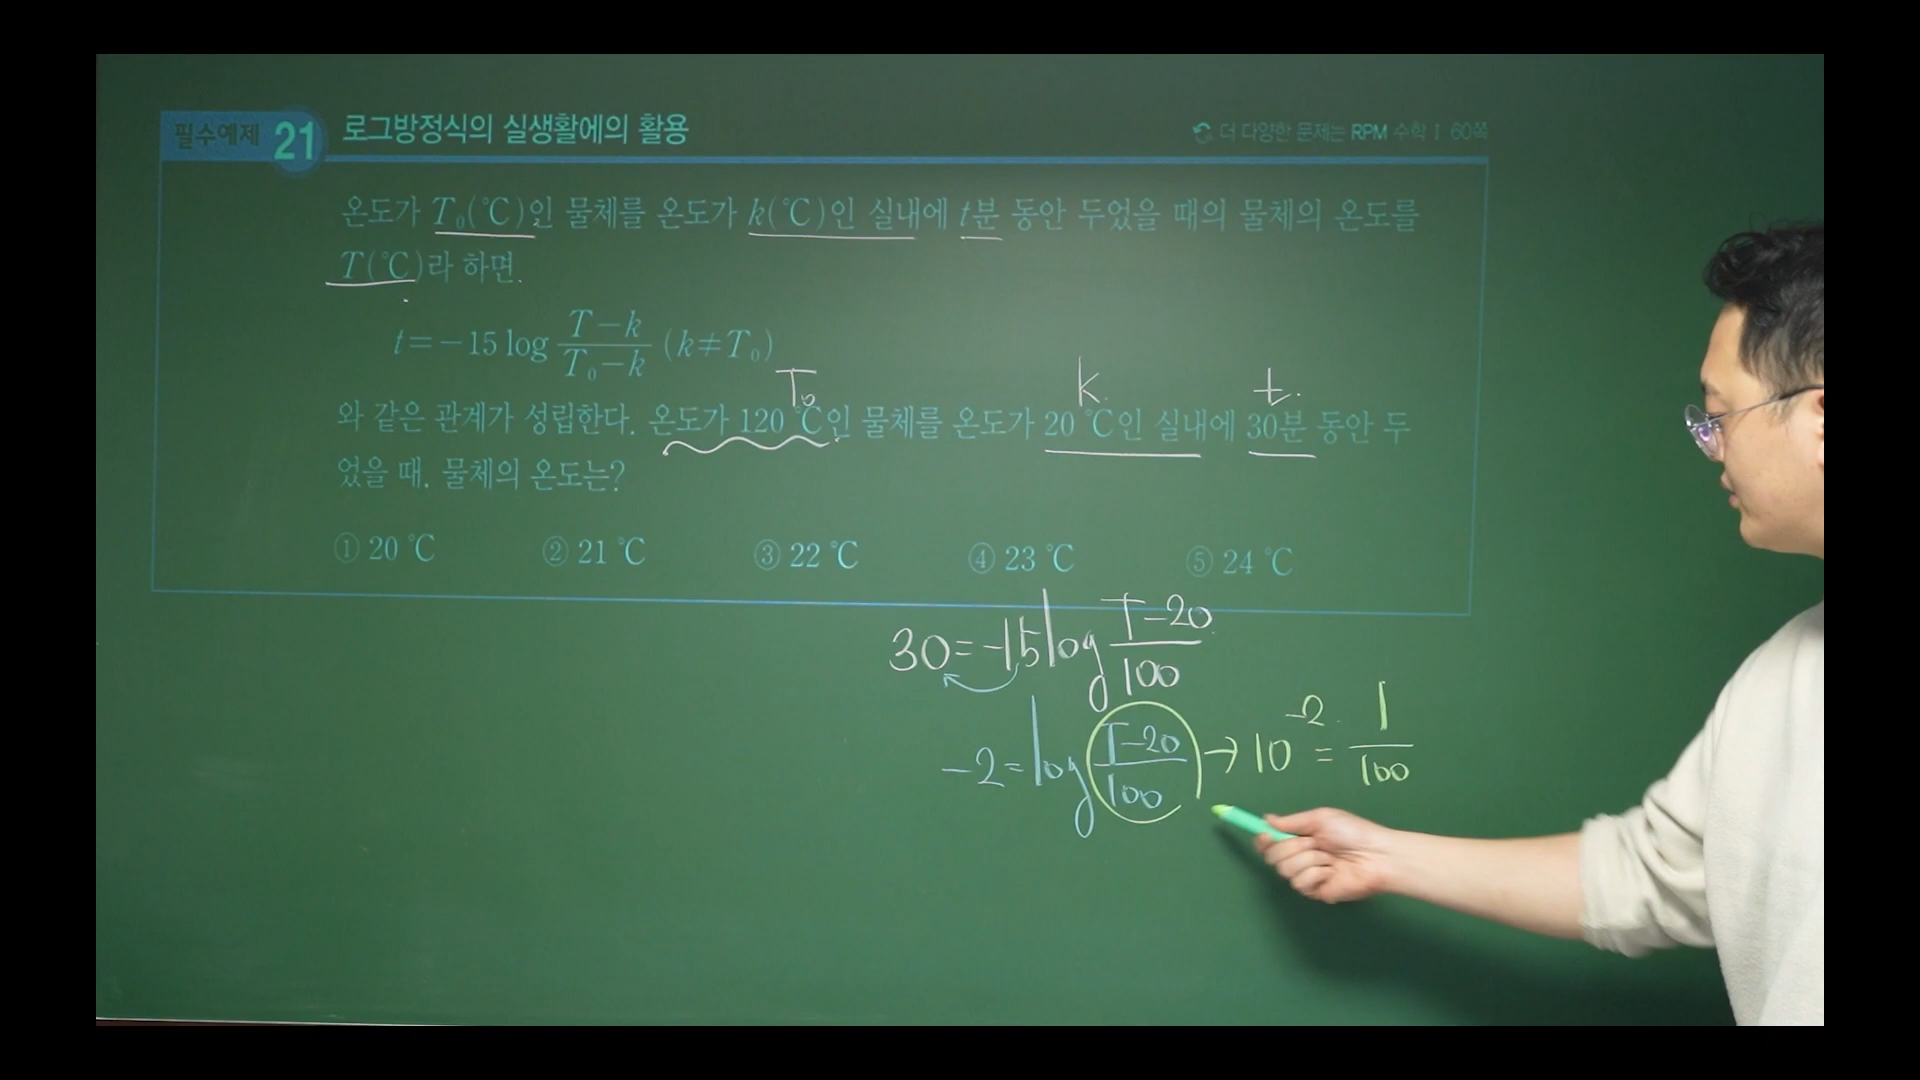 필수예제 21 로그방정식의 실생활에의 활용
더 다양한 문제는 RPM 수학 I 60쪽
온도가 T₀(℃)인 물체를 온도가 k(℃)인 실내에 t분 동안 두었을 때의 물체의 온도를
T(℃)라 하면,
t=−15 log (T−k)/(T₀−k) (k≠T₀)
T₀ k t
와 같은 관계가 성립한다. 온도가 120 ℃인 물체를 온도가 20 ℃인 실내에 30분 동안 두
었을 때, 물체의 온도는?
① 20 ℃ ② 21 ℃ ③ 22 ℃ ④ 23 ℃ ⑤ 24 ℃
30=−15 log (T−20)/100
−2=log (T−20)/100 → 10⁻²=1/100